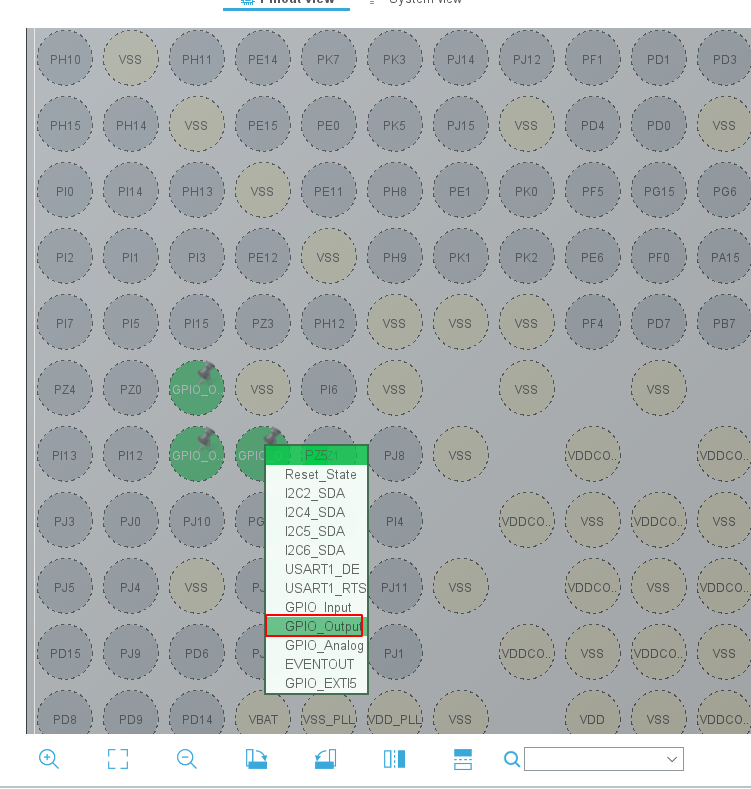 Pinout view System view
PH10 VSS PH11 PE14 PK7 PK3 PJ14 PJ12 PF1 PD1 PD3
PH15 PH14 VSS PE15 PE0 PK5 PJ15 VSS PD4 PD0 VSS
PI0 PI14 PH13 VSS PE11 PH8 PE1 PK0 PF5 PG15 PG6
PI2 PI1 PI3 PE12 VSS PH9 PK1 PK2 PE6 PF0 PA15
PI7 PI5 PI15 PZ3 PH12 VSS VSS VSS PF4 PD7 PB7
PZ4 PZ0 GPIO_O.. VSS PI6 VSS VSS VSS
PI13 PI12 GPIO_O.. GPIO PZ5 PJ8 VSS VDDCO.. VDDCO..
Reset_State
I2C2_SDA
I2C4_SDA
PJ3 PJ0 PJ10 PG PI4 VDDCO.. VSS VDDCO.. VSS
I2C5_SDA
I2C6_SDA
USART1_DE
PJ5 PJ4 VSS PJ PJ11 VSS VDDCO.. VSS VDDCO..
USART1_RTS
GPIO_Input
GPIO_Output
GPIO_Analog
PD15 PJ9 PD6 PJ PJ1 VDDCO.. VSS VDDCO.. VSS
EVENTOUT
GPIO_EXTI5
PD8 PD9 PD14 VBAT VSS_PLL VDD_PLL VSS VDD VSS VDDCO..